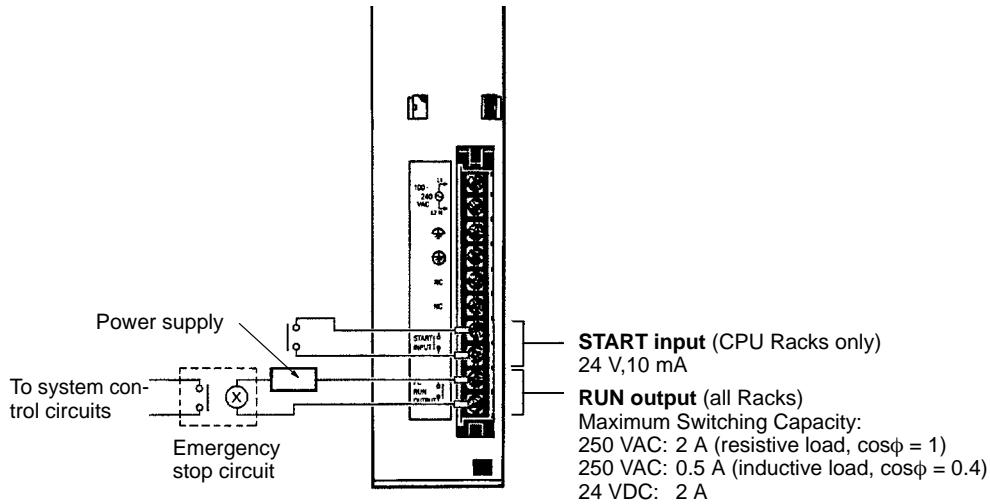 100-
240
VAC
L1
L2 N
NC
NC
START
INPUT
RUN
OUTPUT
Power supply
To system con-
trol circuits
X
Emergency
stop circuit
START input (CPU Racks only)
24 V,10 mA
RUN output (all Racks)
Maximum Switching Capacity:
250 VAC: 2 A (resistive load, cosϕ = 1)
250 VAC: 0.5 A (inductive load, cosϕ = 0.4)
24 VDC: 2 A